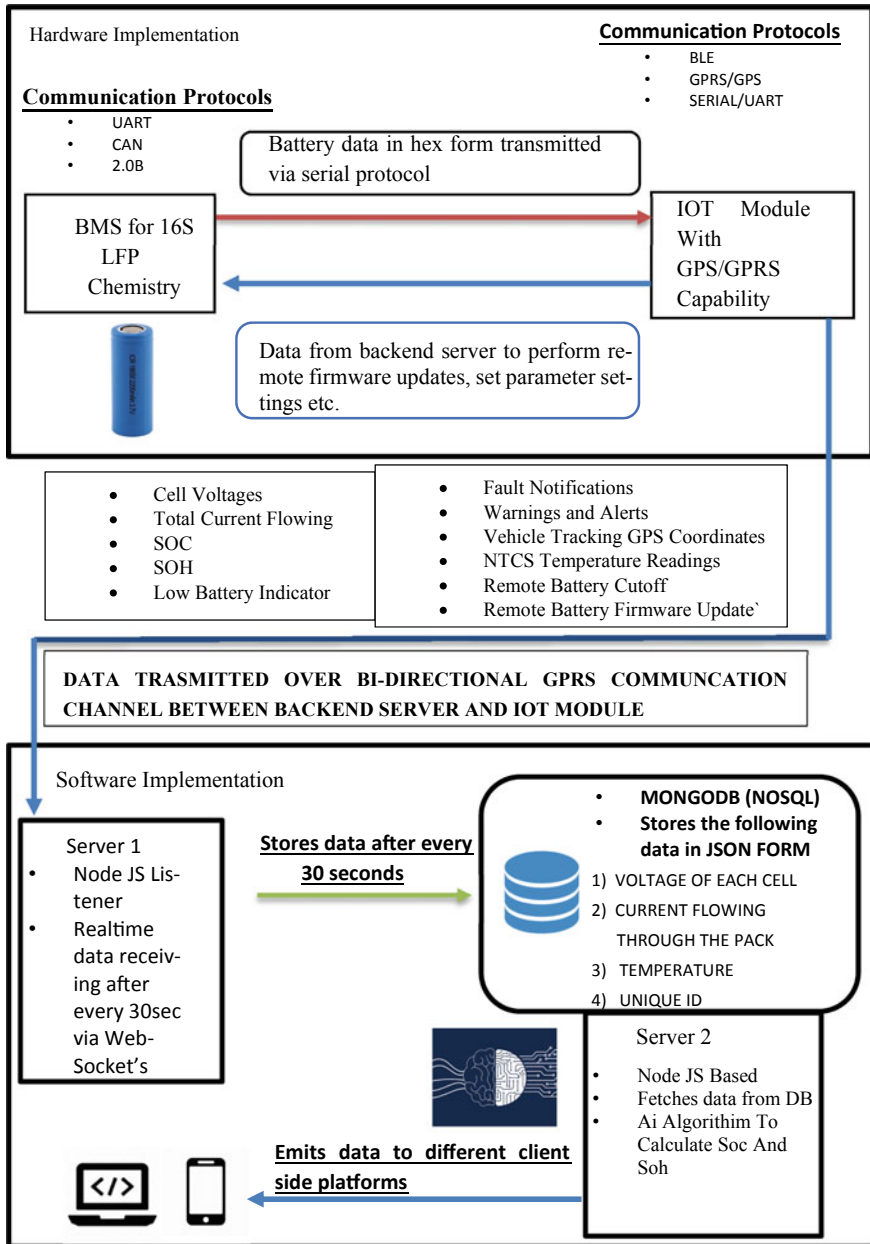 Hardware Implementation
Communication Protocols
• BLE
• GPRS/GPS
• SERIAL/UART
Communication Protocols
• UART
• CAN
• 2.0B
Battery data in hex form transmitted
via serial protocol
BMS for 16S
LFP
Chemistry
IOT Module
With
GPS/GPRS
Capability
Data from backend server to perform re-
mote firmware updates, set parameter set-
tings etc.
• Cell Voltages
• Total Current Flowing
• SOC
• SOH
• Low Battery Indicator
• Fault Notifications
• Warnings and Alerts
• Vehicle Tracking GPS Coordinates
• NTCS Temperature Readings
• Remote Battery Cutoff
• Remote Battery Firmware Update`
DATA TRASMITTED OVER BI-DIRECTIONAL GPRS COMMUNCATION
CHANNEL BETWEEN BACKEND SERVER AND IOT MODULE
Software Implementation
Server 1
• Node JS Lis-
tener
• Realtime
data receiv-
ing after
every 30sec
via Web-
Socket's
Stores data after every
30 seconds
• MONGODB (NOSQL)
• Stores the following
data in JSON FORM
1) VOLTAGE OF EACH CELL
2) CURRENT FLOWING
THROUGH THE PACK
3) TEMPERATURE
4) UNIQUE ID
Server 2
• Node JS Based
• Fetches data from DB
• Ai Algorithim To
Calculate Soc And
Soh
Emits data to different client
side platforms